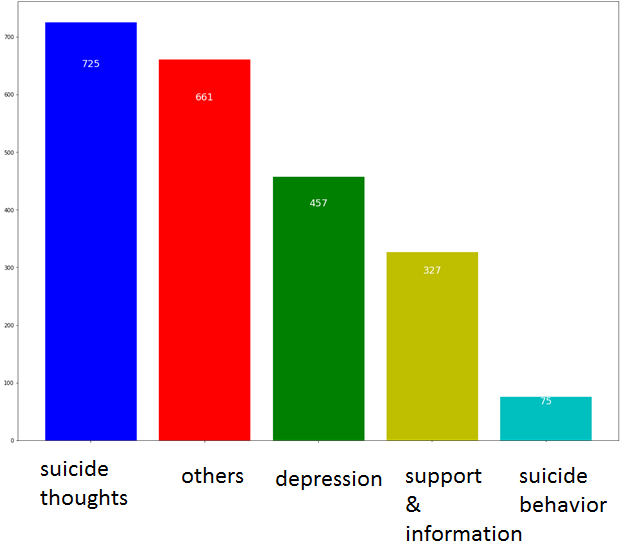 700
725
661
600
500
457
400
327
300
200
100
75
0
suicide
thoughts
others
depression
support
&
information
suicide
behavior